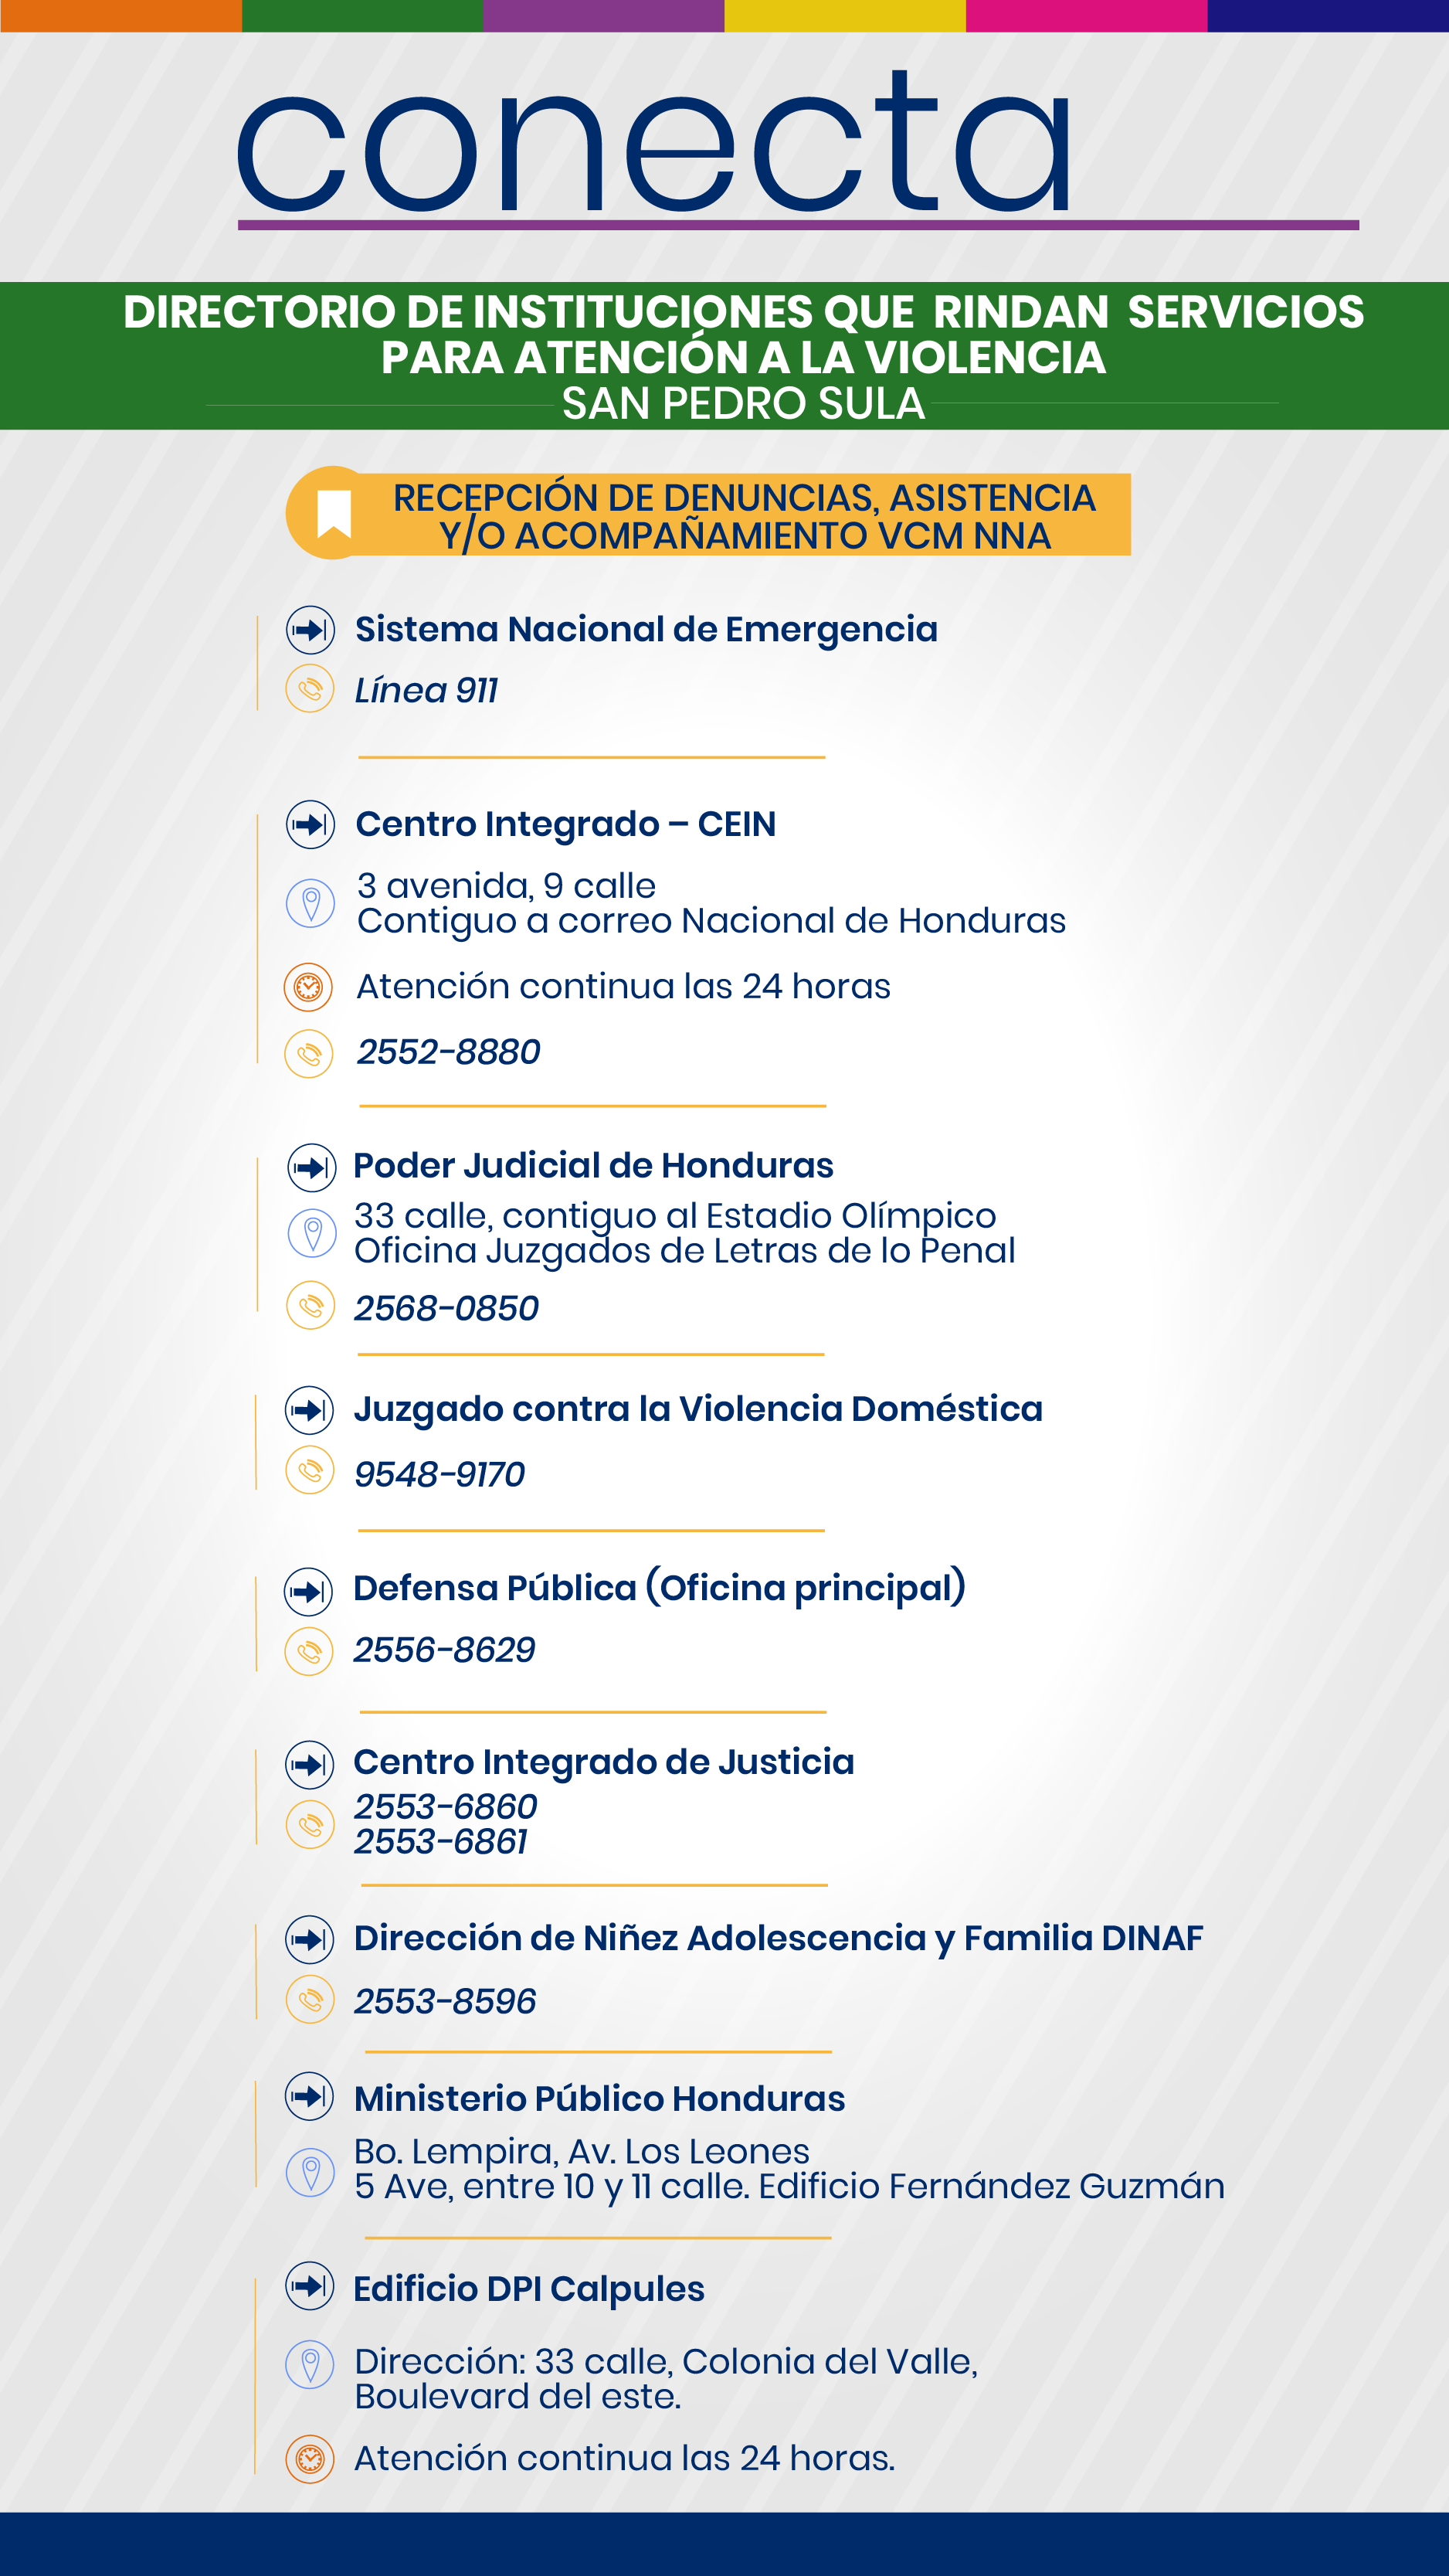 conecta
DIRECTORIO DE INSTITUCIONES QUE RINDAN SERVICIOS
PARA ATENCIÓN A LA VIOLENCIA
SAN PEDRO SULA
RECEPCIÓN DE DENUNCIAS, ASISTENCIA
Y/O ACOMPAÑAMIENTO VCM NNA
Sistema Nacional de Emergencia
Línea 911
Centro Integrado – CEIN
3 avenida, 9 calle
Contiguo a correo Nacional de Honduras
Atención continua las 24 horas
2552-8880
Poder Judicial de Honduras
33 calle, contiguo al Estadio Olímpico
Oficina Juzgados de Letras de lo Penal
2568-0850
Juzgado contra la Violencia Doméstica
9548-9170
Defensa Pública (Oficina principal)
2556-8629
Centro Integrado de Justicia
2553-6860
2553-6861
Dirección de Niñez Adolescencia y Familia DINAF
2553-8596
Ministerio Público Honduras
Bo. Lempira, Av. Los Leones
5 Ave, entre 10 y 11 calle. Edificio Fernández Guzmán
Edificio DPI Calpules
Dirección: 33 calle, Colonia del Valle,
Boulevard del este.
Atención continua las 24 horas.